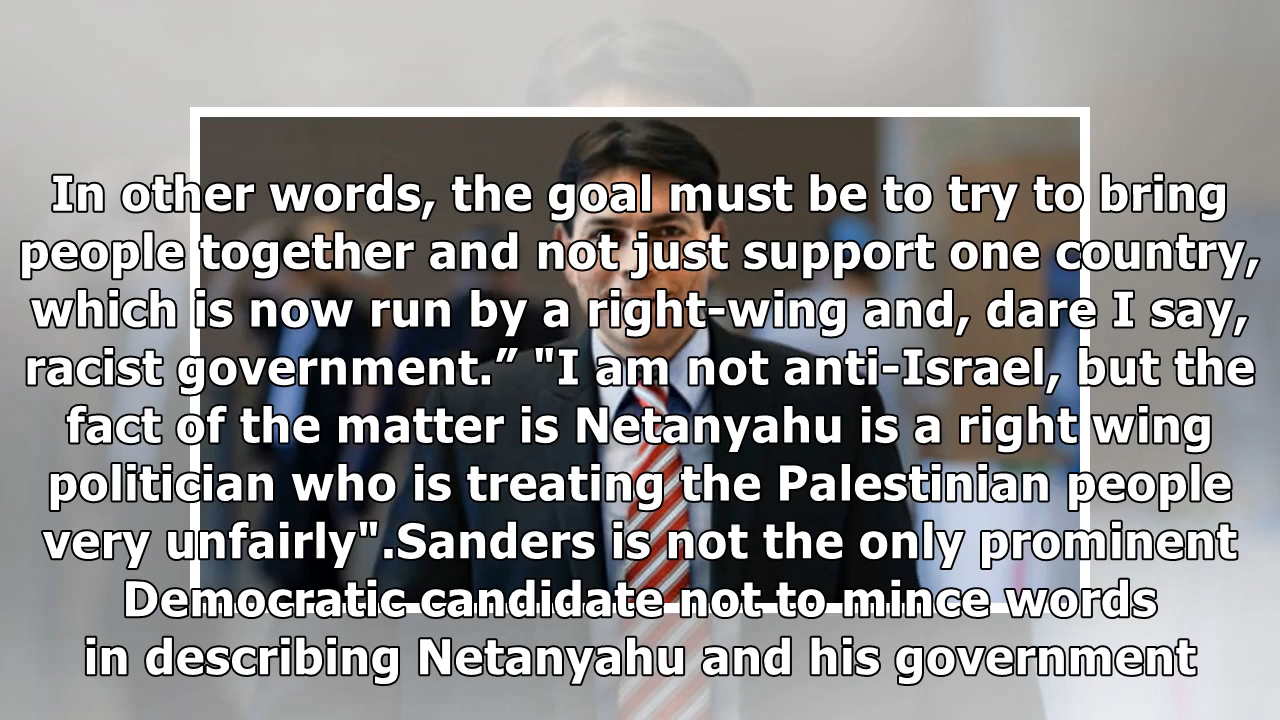 In other words, the goal must be to try to bring
people together and not just support one country,
which is now run by a right-wing and, dare I say,
racist government.” "I am not anti-Israel, but the
fact of the matter is Netanyahu is a right wing
politician who is treating the Palestinian people
very unfairly".Sanders is not the only prominent
Democratic candidate not to mince words
in describing Netanyahu and his government